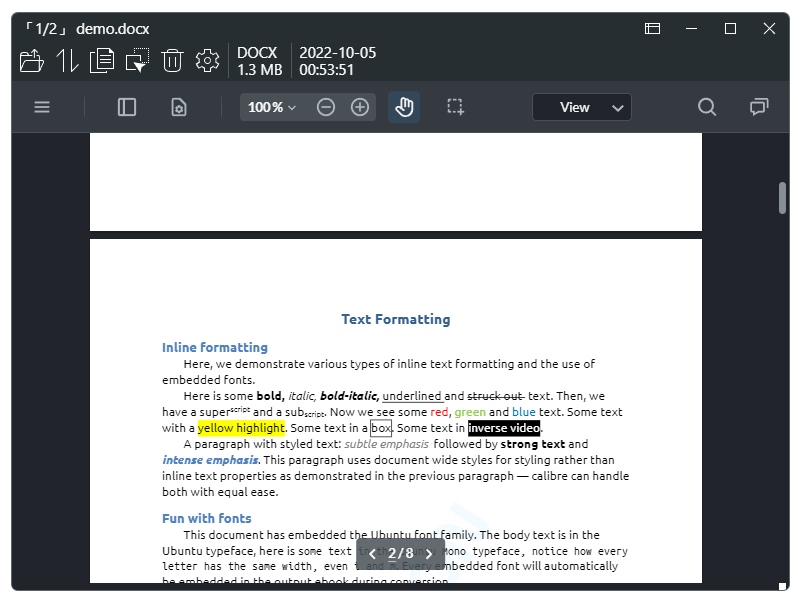 「1/2」 demo.docx
DOCX
1.3 MB
2022-10-05
00:53:51
100%
View
Text Formatting
Inline formatting
Here, we demonstrate various types of inline text formatting and the use of
embedded fonts.
Here is some bold, italic, bold-italic, underlined and struck out text. Then, we
have a superscript and a subscript. Now we see some red, green and blue text. Some text
with a yellow highlight. Some text in a box. Some text in inverse video.
A paragraph with styled text: subtle emphasis followed by strong text and
intense emphasis. This paragraph uses document wide styles for styling rather than
inline text properties as demonstrated in the previous paragraph — calibre can handle
both with equal ease.
Fun with fonts
This document has embedded the Ubuntu font family. The body text is in the
Ubuntu typeface, here is some text in the Ubuntu Mono typeface, notice how every
letter has the same width, even i and m. Every embedded font will automatically
be embedded in the output ebook during conversion.
2/8